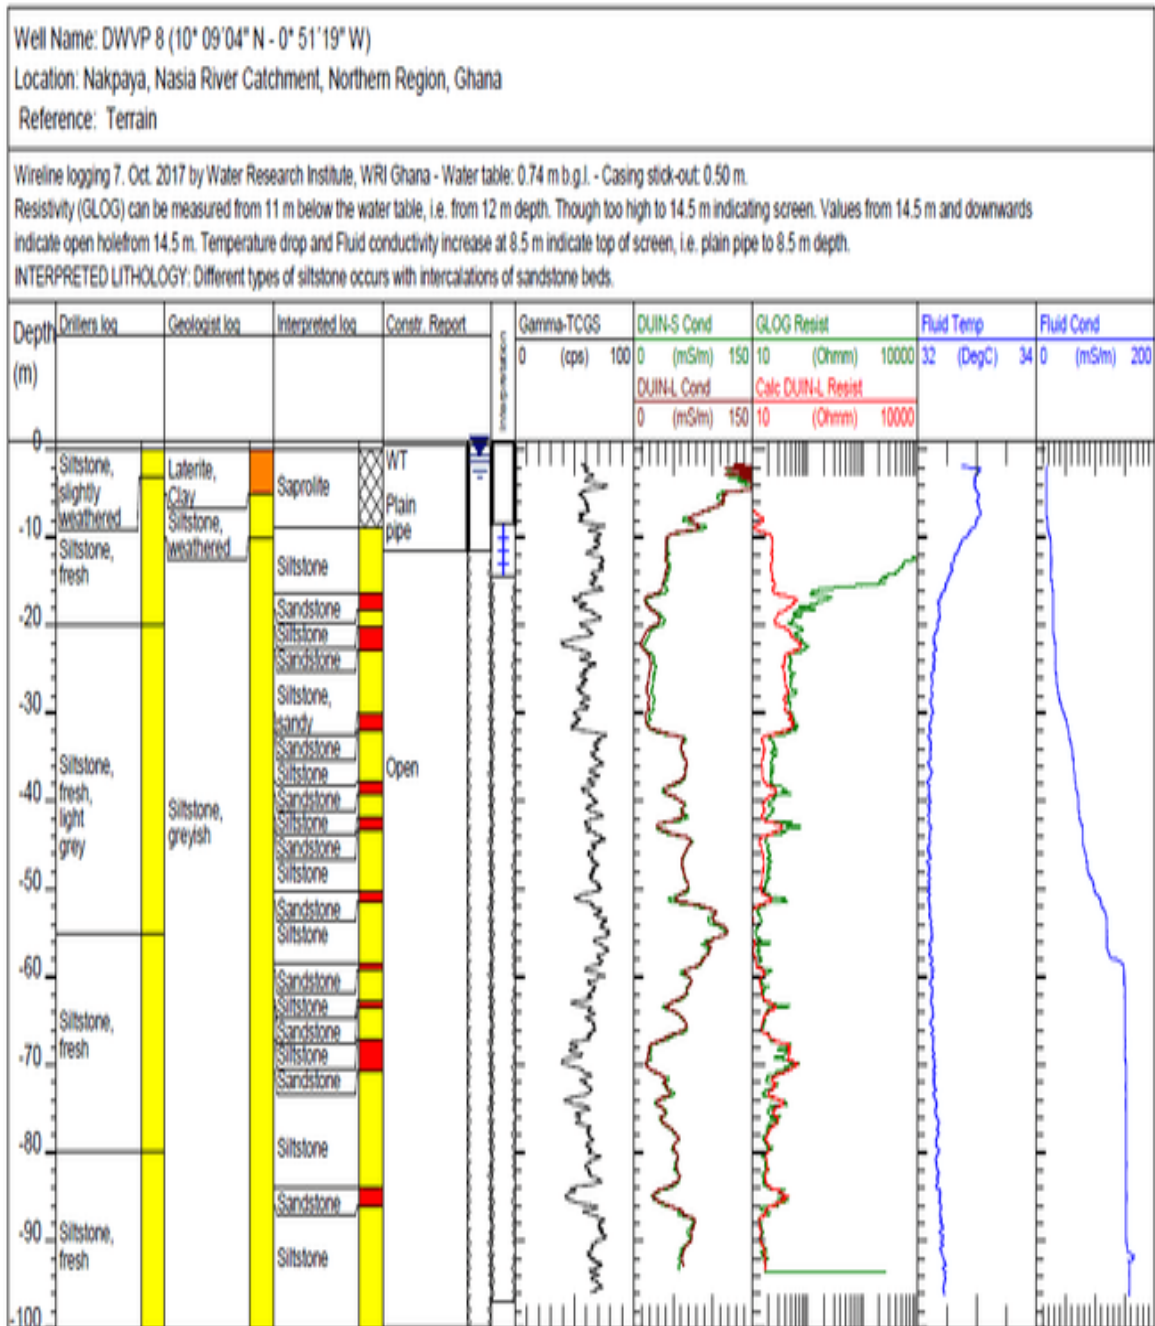 Well Name: DWVP 8 (10° 09'04" N - 0° 51'19" W)
Location: Nakpaya, Nasia River Catchment, Northern Region, Ghana
Reference: Terrain
Wireline logging 7. Oct. 2017 by Water Research Institute, WRI Ghana - Water table: 0.74 m b.g.l. - Casing stick-out: 0.50 m.
Resistivity (GLOG) can be measured from 11 m below the water table, i.e. from 12 m depth. Though too high to 14.5 m indicating screen. Values from 14.5 m and downwards
indicate open holefrom 14.5 m. Temperature drop and Fluid conductivity increase at 8.5 m indicate top of screen, i.e. plain pipe to 8.5 m depth.
INTERPRETED LITHOLOGY: Different types of siltstone occurs with intercalations of sandstone beds.
Depth
(m)
Drillers log
Geologist log
Interpreted log
Constr. Report
Interpretation
Gamma-TCGS
0 (cps) 100
DUIN-S Cond
0 (mS/m) 150
DUIN-L Cond
0 (mS/m) 150
GLOG Resist
10 (Ohmm) 10000
Calc DUIN-L Resist
10 (Ohmm) 10000
Fluid Temp
32 (DegC) 34
Fluid Cond
0 (mS/m) 200
0
-10
-20
-30
-40
-50
-60
-70
-80
-90
-100
Siltstone,
slightly
weathered
Siltstone,
fresh
Siltstone,
fresh,
light
grey
Siltstone,
fresh
Siltstone,
fresh
Laterite,
Clay
Siltstone,
weathered
Siltstone,
greyish
Saprolite
Siltstone
Sandstone
Siltstone
Sandstone
Siltstone,
sandy
Sandstone
Siltstone
Sandstone
Siltstone
Sandstone
Siltstone
Sandstone
Siltstone
Sandstone
Siltstone
Sandstone
Siltstone
Sandstone
Siltstone
Sandstone
Siltstone
WT
Plain
pipe
Open